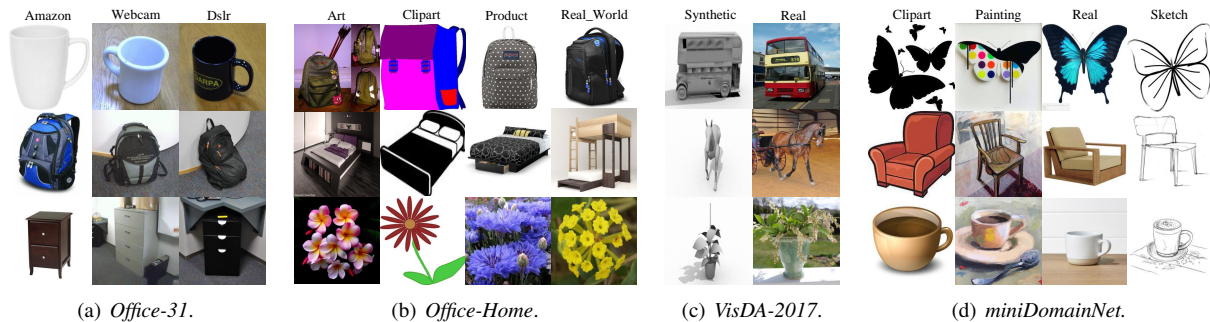 Amazon Webcam Dslr
Art Clipart Product Real_World
Synthetic Real
Clipart Painting Real Sketch
(a) Office-31.
(b) Office-Home.
(c) VisDA-2017.
(d) miniDomainNet.